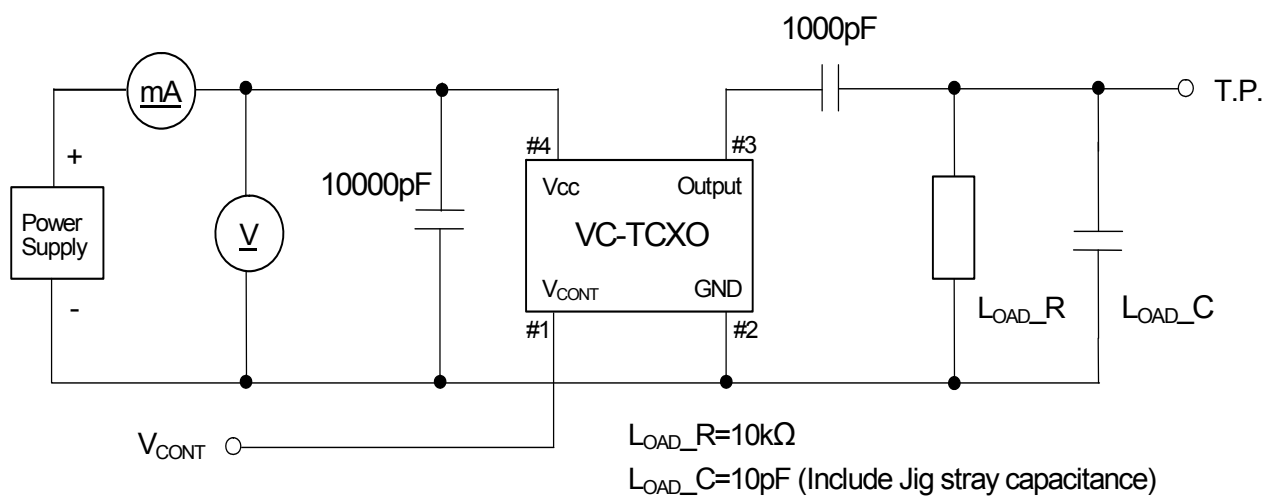 1000pF
mA
T.P.
#4
#3
+
10000pF
Vcc
Output
Power
Supply
V
VC-TCXO
VCONT
GND
-
#1
#2
LOAD_R
LOAD_C
VCONT
LOAD_R=10kΩ
LOAD_C=10pF (Include Jig stray capacitance)